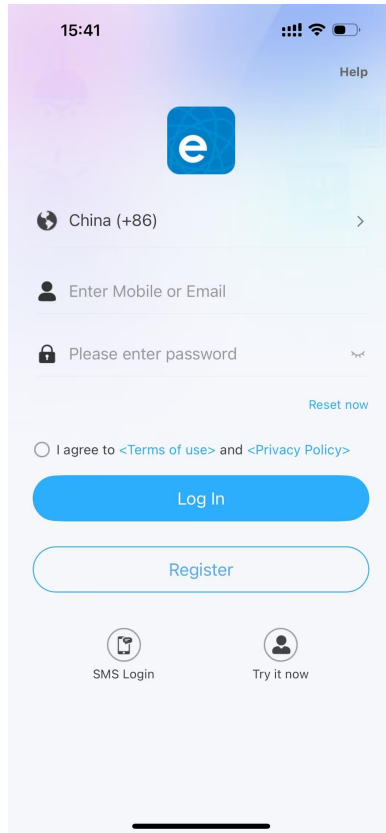 15:41
Help
e
China (+86)
Enter Mobile or Email
Please enter password
Reset now
I agree to <Terms of use> and <Privacy Policy>
Log In
Register
SMS Login Try it now